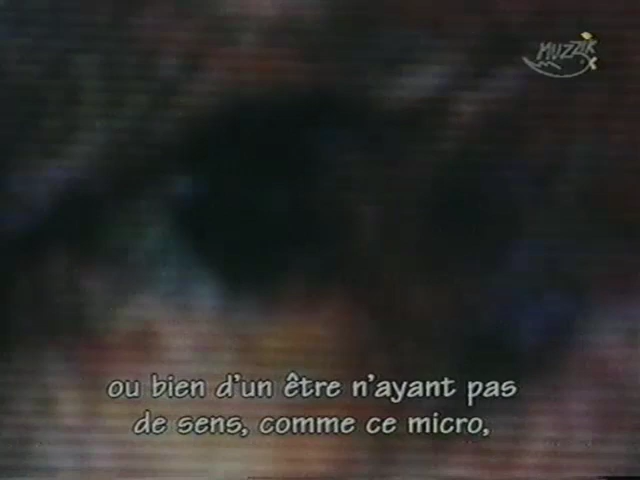 MUZZIK
ou bien d'un être n'ayant pas
de sens, comme ce micro,